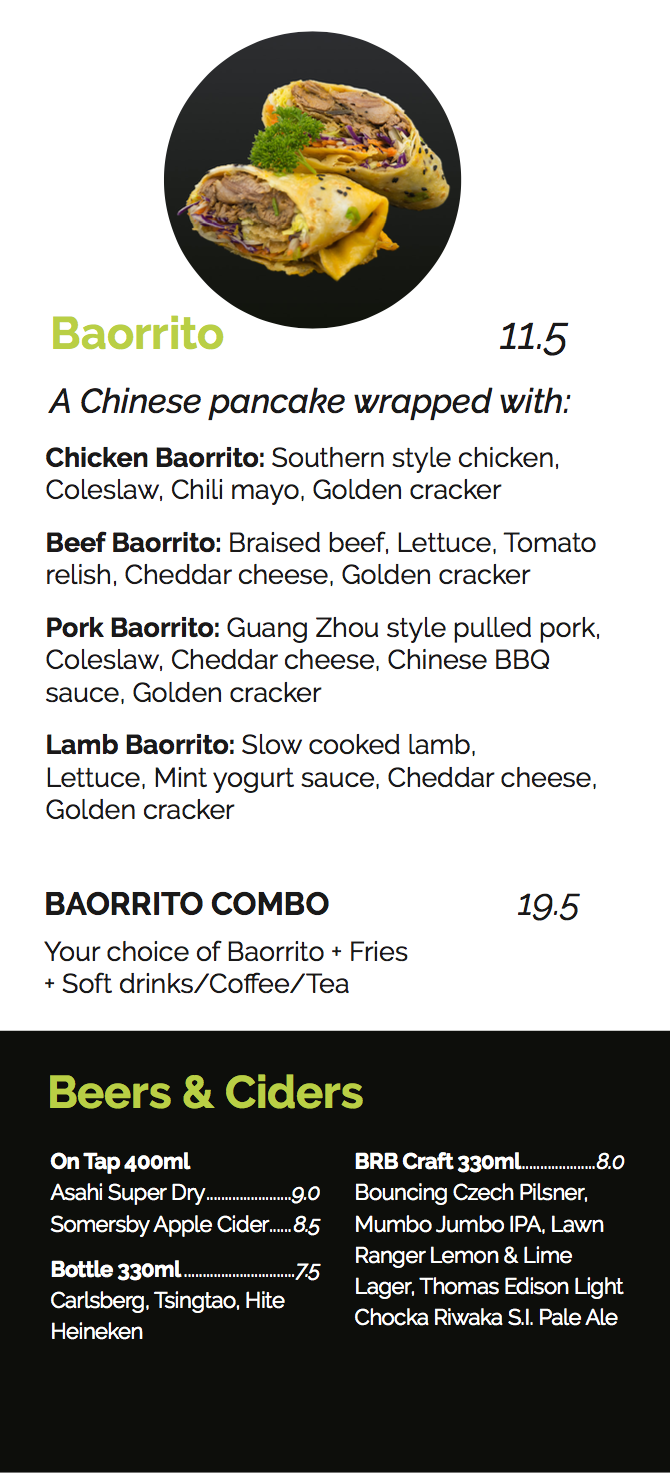 Baorrito 11.5
A Chinese pancake wrapped with:
Chicken Baorrito: Southern style chicken,
Coleslaw, Chili mayo, Golden cracker
Beef Baorrito: Braised beef, Lettuce, Tomato
relish, Cheddar cheese, Golden cracker
Pork Baorrito: Guang Zhou style pulled pork,
Coleslaw, Cheddar cheese, Chinese BBQ
sauce, Golden cracker
Lamb Baorrito: Slow cooked lamb,
Lettuce, Mint yogurt sauce, Cheddar cheese,
Golden cracker
BAORRITO COMBO 19.5
Your choice of Baorrito + Fries
+ Soft drinks/Coffee/Tea
Beers & Ciders
On Tap 400ml
Asahi Super Dry.......................9.0
Somersby Apple Cider......8.5
Bottle 330ml..............................7.5
Carlsberg, Tsingtao, Hite
Heineken
BRB Craft 330ml....................8.0
Bouncing Czech Pilsner,
Mumbo Jumbo IPA, Lawn
Ranger Lemon & Lime
Lager, Thomas Edison Light
Chocka Riwaka S.I. Pale Ale